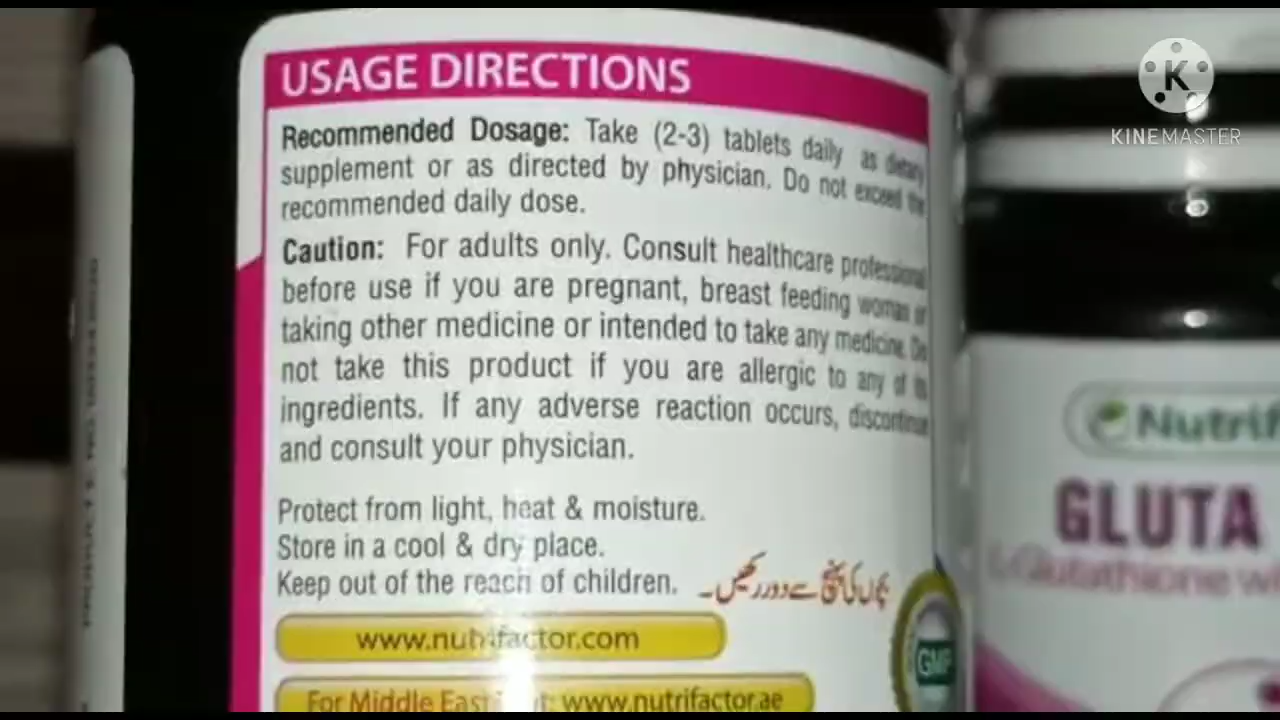 USAGE DIRECTIONS
Recommended Dosage: Take (2-3) tablets daily as dietary
supplement or as directed by physician. Do not exceed the
recommended daily dose.
Caution: For adults only. Consult healthcare professional
before use if you are pregnant, breast feeding woman or
taking other medicine or intended to take any medicine. Do
not take this product if you are allergic to any of its
ingredients. If any adverse reaction occurs, discontinue
and consult your physician.
Protect from light, heat & moisture.
Store in a cool & dry place.
Keep out of the reach of children. بچوں کی پہنچ سے دور رکھیں۔
www.nutrifactor.com
For Middle East www.nutrifactor.ae
GMP
KINEMASTER
Nutrif
GLUTA
L-Glutathione wi